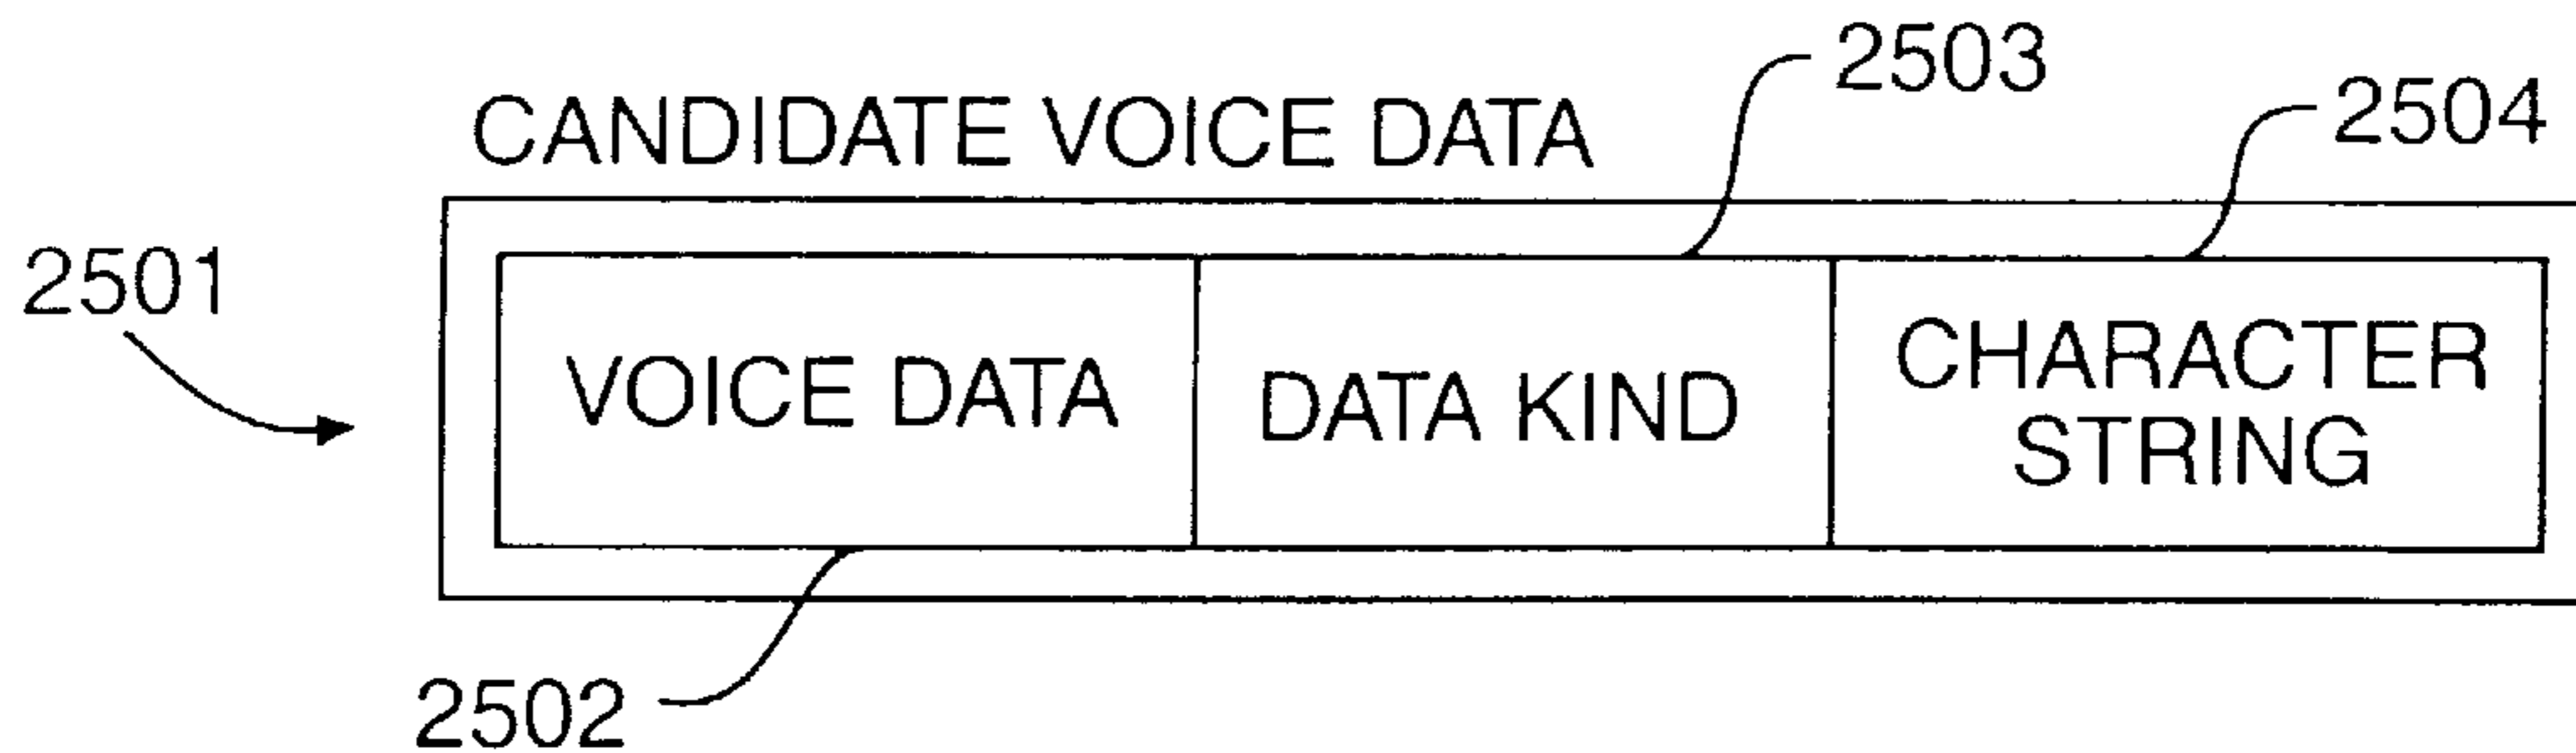 2503
CANDIDATE VOICE DATA
2504
2501
VOICE DATA
DATA KIND
CHARACTER
STRING
2502